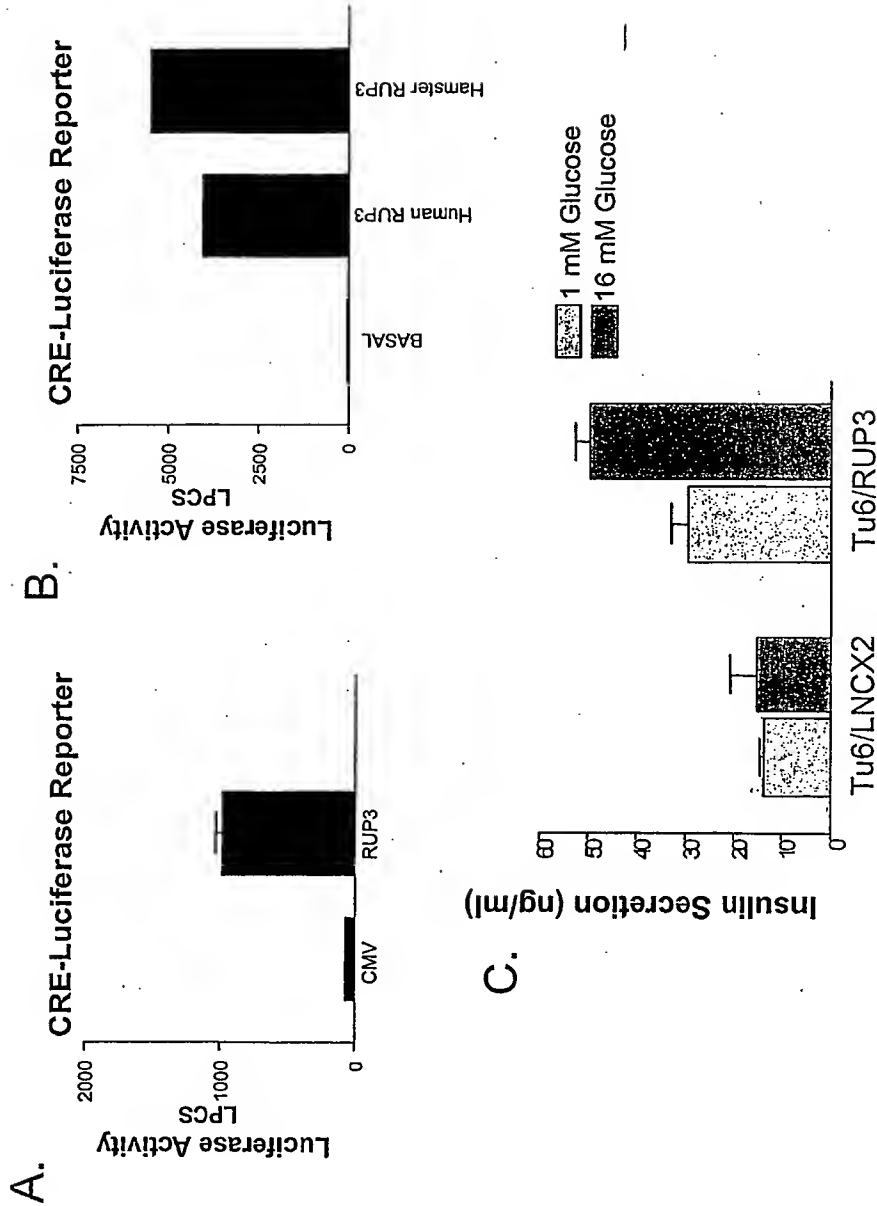 A.
CRE-Luciferase Reporter
Luciferase Activity
LPCS
2000
1000
0
CMV
RUP3
B.
CRE-Luciferase Reporter
Luciferase Activity
LPCS
7500
5000
2500
0
BASAL
Human RUP3
Hamster RUP3
C.
Insulin Secretion (ng/ml)
60
50
40
30
20
10
0
Tu6/LNCX2
Tu6/RUP3
1 mM Glucose
16 mM Glucose